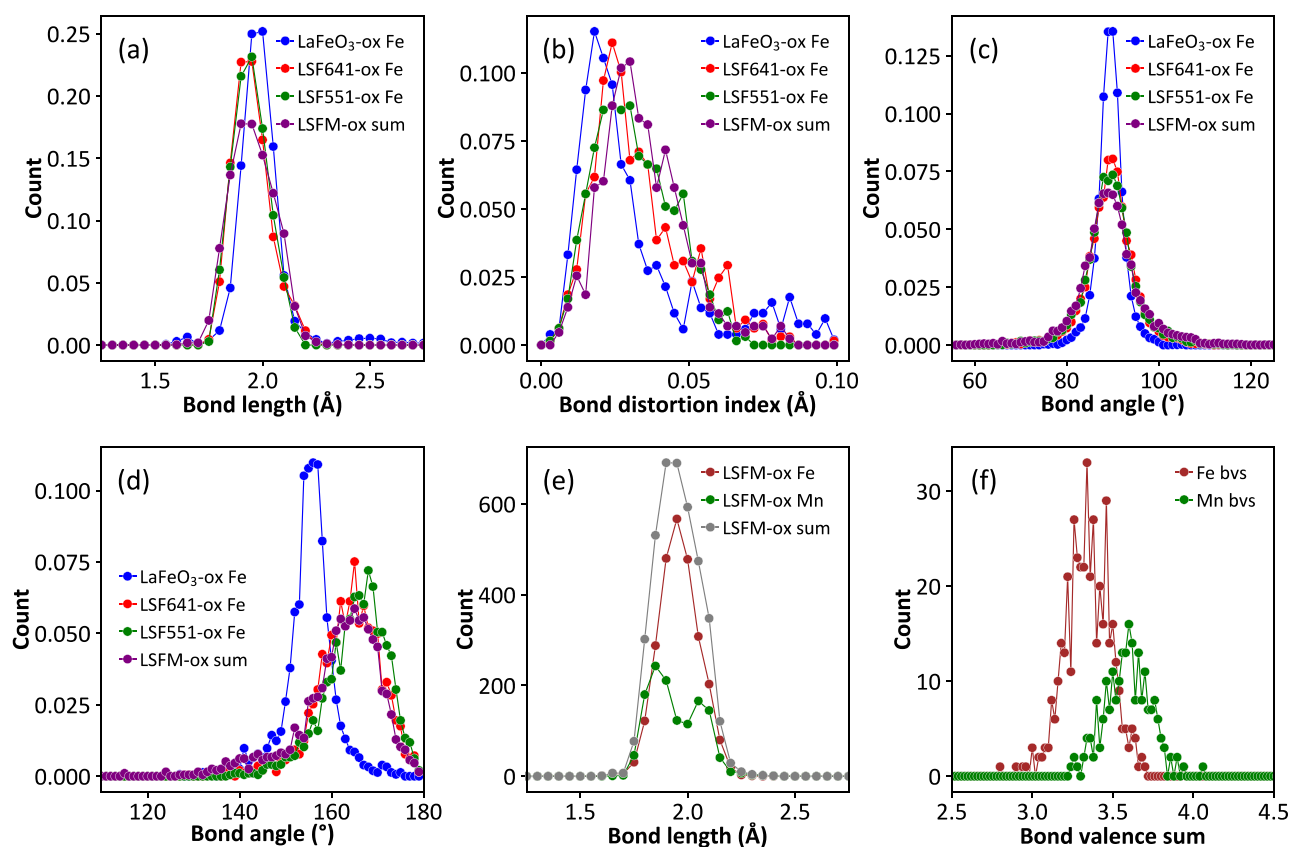 (a)
LaFeO₃-ox Fe
LSF641-ox Fe
LSF551-ox Fe
LSFM-ox sum
Count
0.25
0.20
0.15
0.10
0.05
0.00
1.5
2.0
2.5
Bond length (Å)
(b)
LaFeO₃-ox Fe
LSF641-ox Fe
LSF551-ox Fe
LSFM-ox sum
Count
0.100
0.075
0.050
0.025
0.000
0.00
0.05
0.10
Bond distortion index (Å)
(c)
LaFeO₃-ox Fe
LSF641-ox Fe
LSF551-ox Fe
LSFM-ox sum
Count
0.125
0.100
0.075
0.050
0.025
0.000
60
80
100
120
Bond angle (°)
(d)
LaFeO₃-ox Fe
LSF641-ox Fe
LSF551-ox Fe
LSFM-ox sum
Count
0.100
0.075
0.050
0.025
0.000
120
140
160
180
Bond angle (°)
(e)
LSFM-ox Fe
LSFM-ox Mn
LSFM-ox sum
Count
600
400
200
0
1.5
2.0
2.5
Bond length (Å)
(f)
Fe bvs
Mn bvs
Count
30
20
10
0
2.5
3.0
3.5
4.0
4.5
Bond valence sum